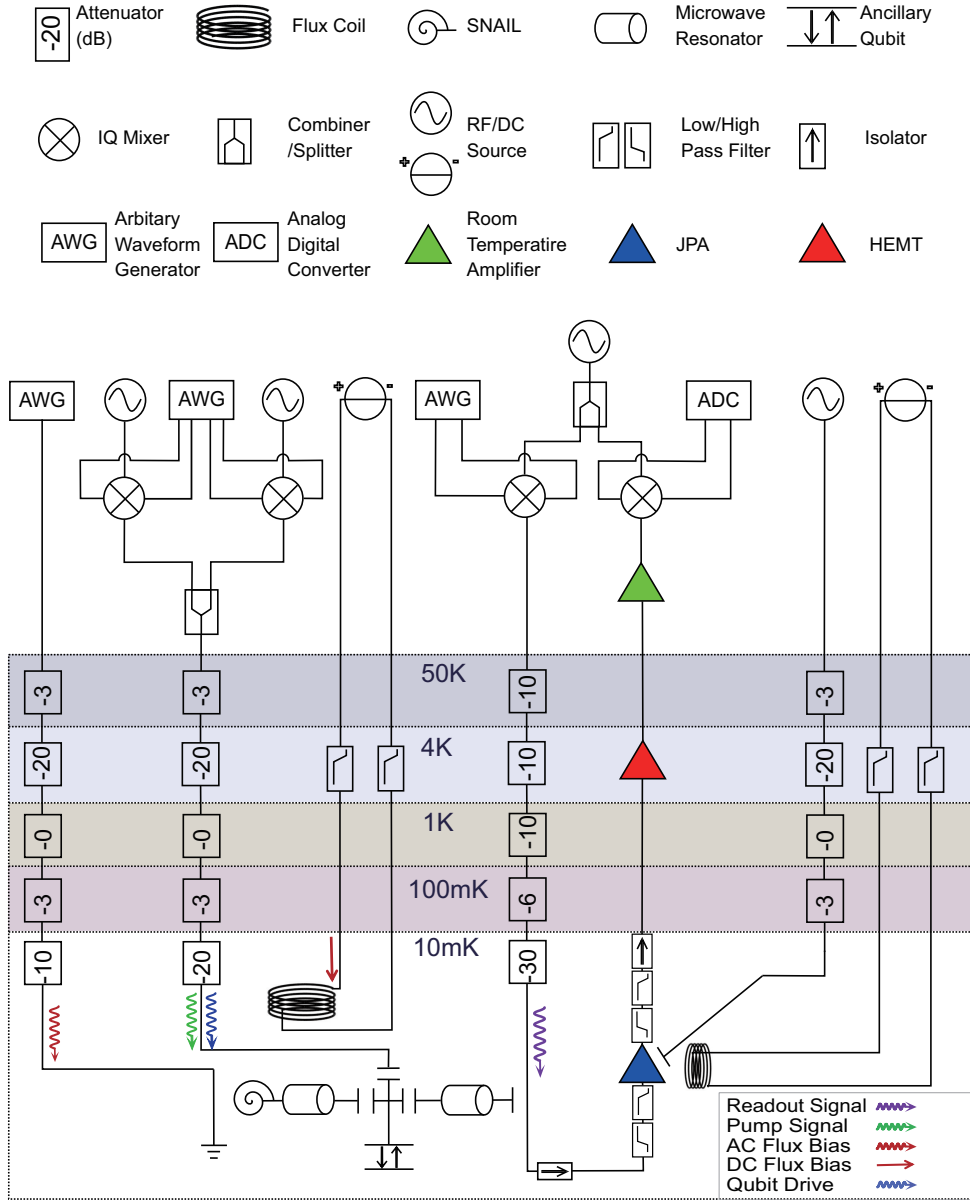 -20
Attenuator
(dB)
Flux Coil
SNAIL
Microwave
Resonator
Ancillary
Qubit
IQ Mixer
Combiner
/Splitter
+ -
RF/DC
Source
Low/High
Pass Filter
Isolator
AWG
Arbitary
Waveform
Generator
ADC
Analog
Digital
Converter
Room
Temperatire
Amplifier
JPA
HEMT
AWG
AWG
+ -
AWG
ADC
+ -
50K
-3
-3
-10
-3
4K
-20
-20
-10
-20
1K
-0
-0
-10
-0
100mK
-3
-3
-6
-3
10mK
-10
-20
-30
Readout Signal
Pump Signal
AC Flux Bias
DC Flux Bias
Qubit Drive